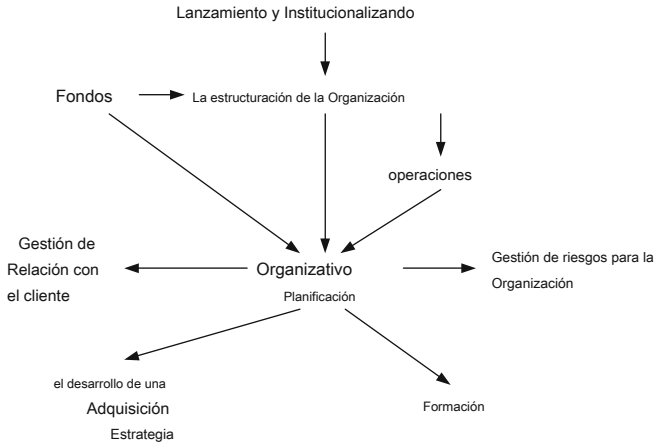 Lanzamiento y Institucionalizando
Fondos
La estructuración de la Organización
operaciones
Gestión de
Relación con
el cliente
Organizativo
Planificación
Gestión de riesgos para la
Organización
el desarrollo de una
Adquisición
Estrategia
Formación